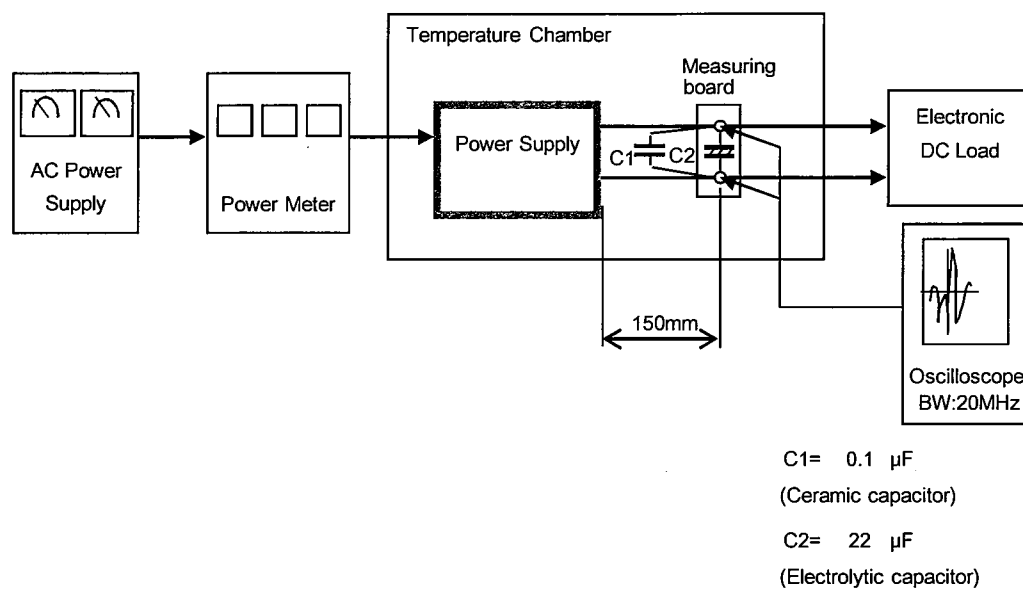 Temperature Chamber
Measuring
board
AC Power
Supply
Power Meter
Power Supply
C1
C2
Electronic
DC Load
150mm
Oscilloscope
BW:20MHz
C1= 0.1 μF
(Ceramic capacitor)
C2= 22 μF
(Electrolytic capacitor)